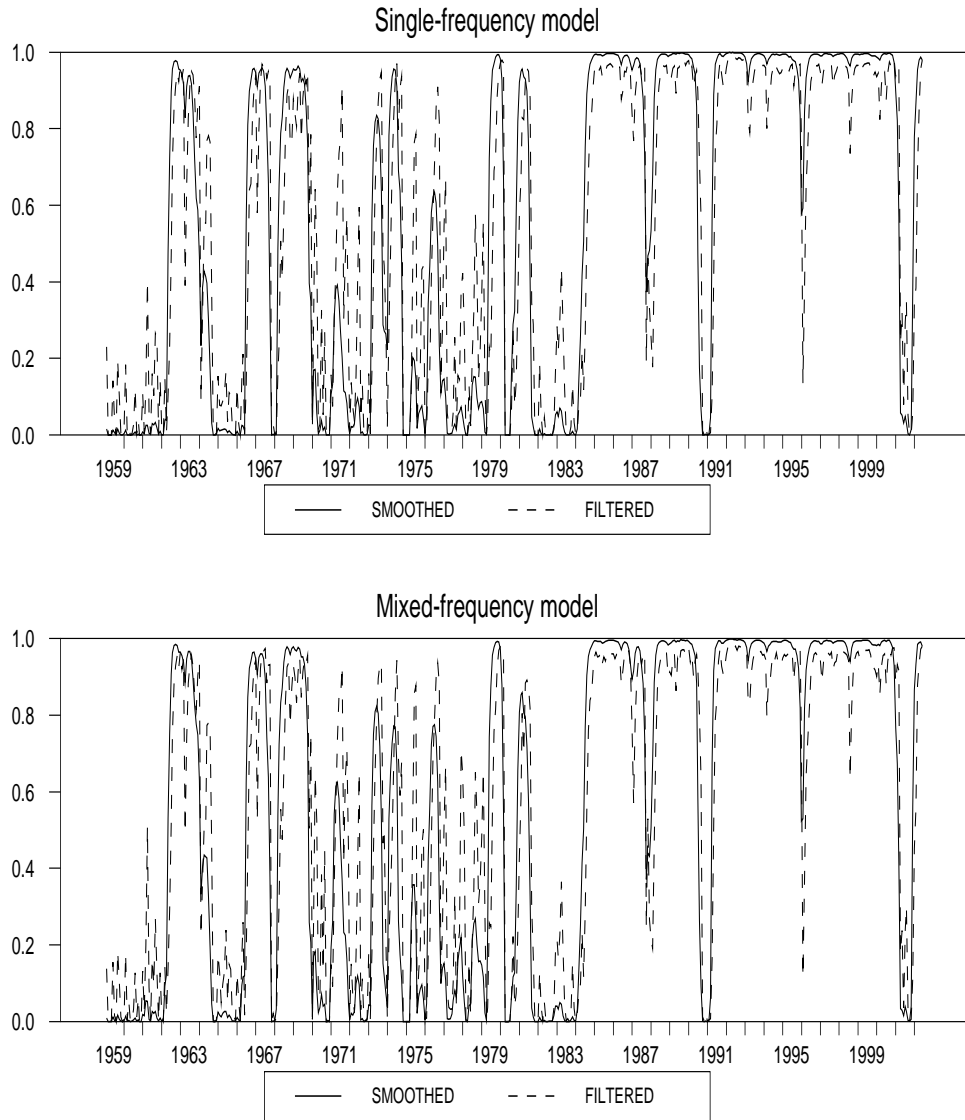 Single-frequency model
1.0
0.8
0.6
0.4
0.2
0.0
1959 1963 1967 1971 1975 1979 1983 1987 1991 1995 1999
SMOOTHED FILTERED
Mixed-frequency model
1.0
0.8
0.6
0.4
0.2
0.0
1959 1963 1967 1971 1975 1979 1983 1987 1991 1995 1999
SMOOTHED FILTERED